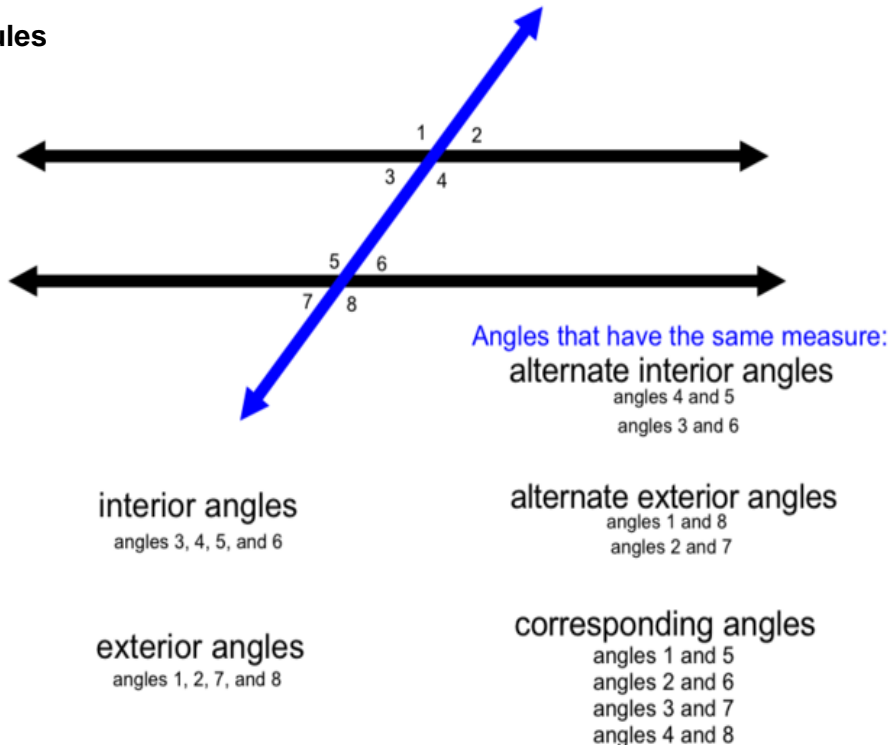 1 2
3 4
5 6
7 8
Angles that have the same measure:
alternate interior angles
angles 4 and 5
angles 3 and 6
interior angles
angles 3, 4, 5, and 6
alternate exterior angles
angles 1 and 8
angles 2 and 7
exterior angles
angles 1, 2, 7, and 8
corresponding angles
angles 1 and 5
angles 2 and 6
angles 3 and 7
angles 4 and 8